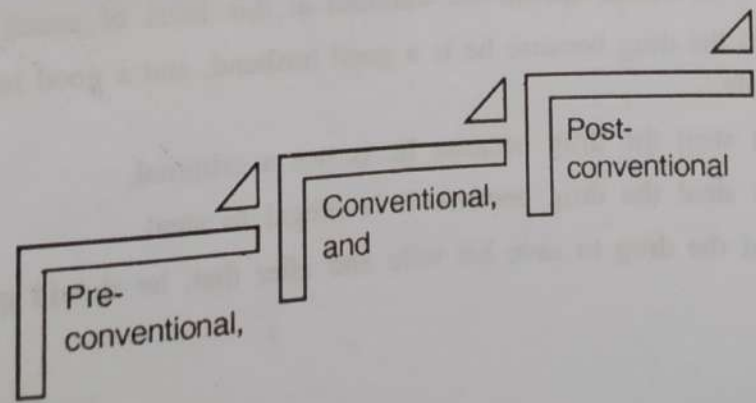 Pre-
conventional,
Conventional,
and
Post-
conventional